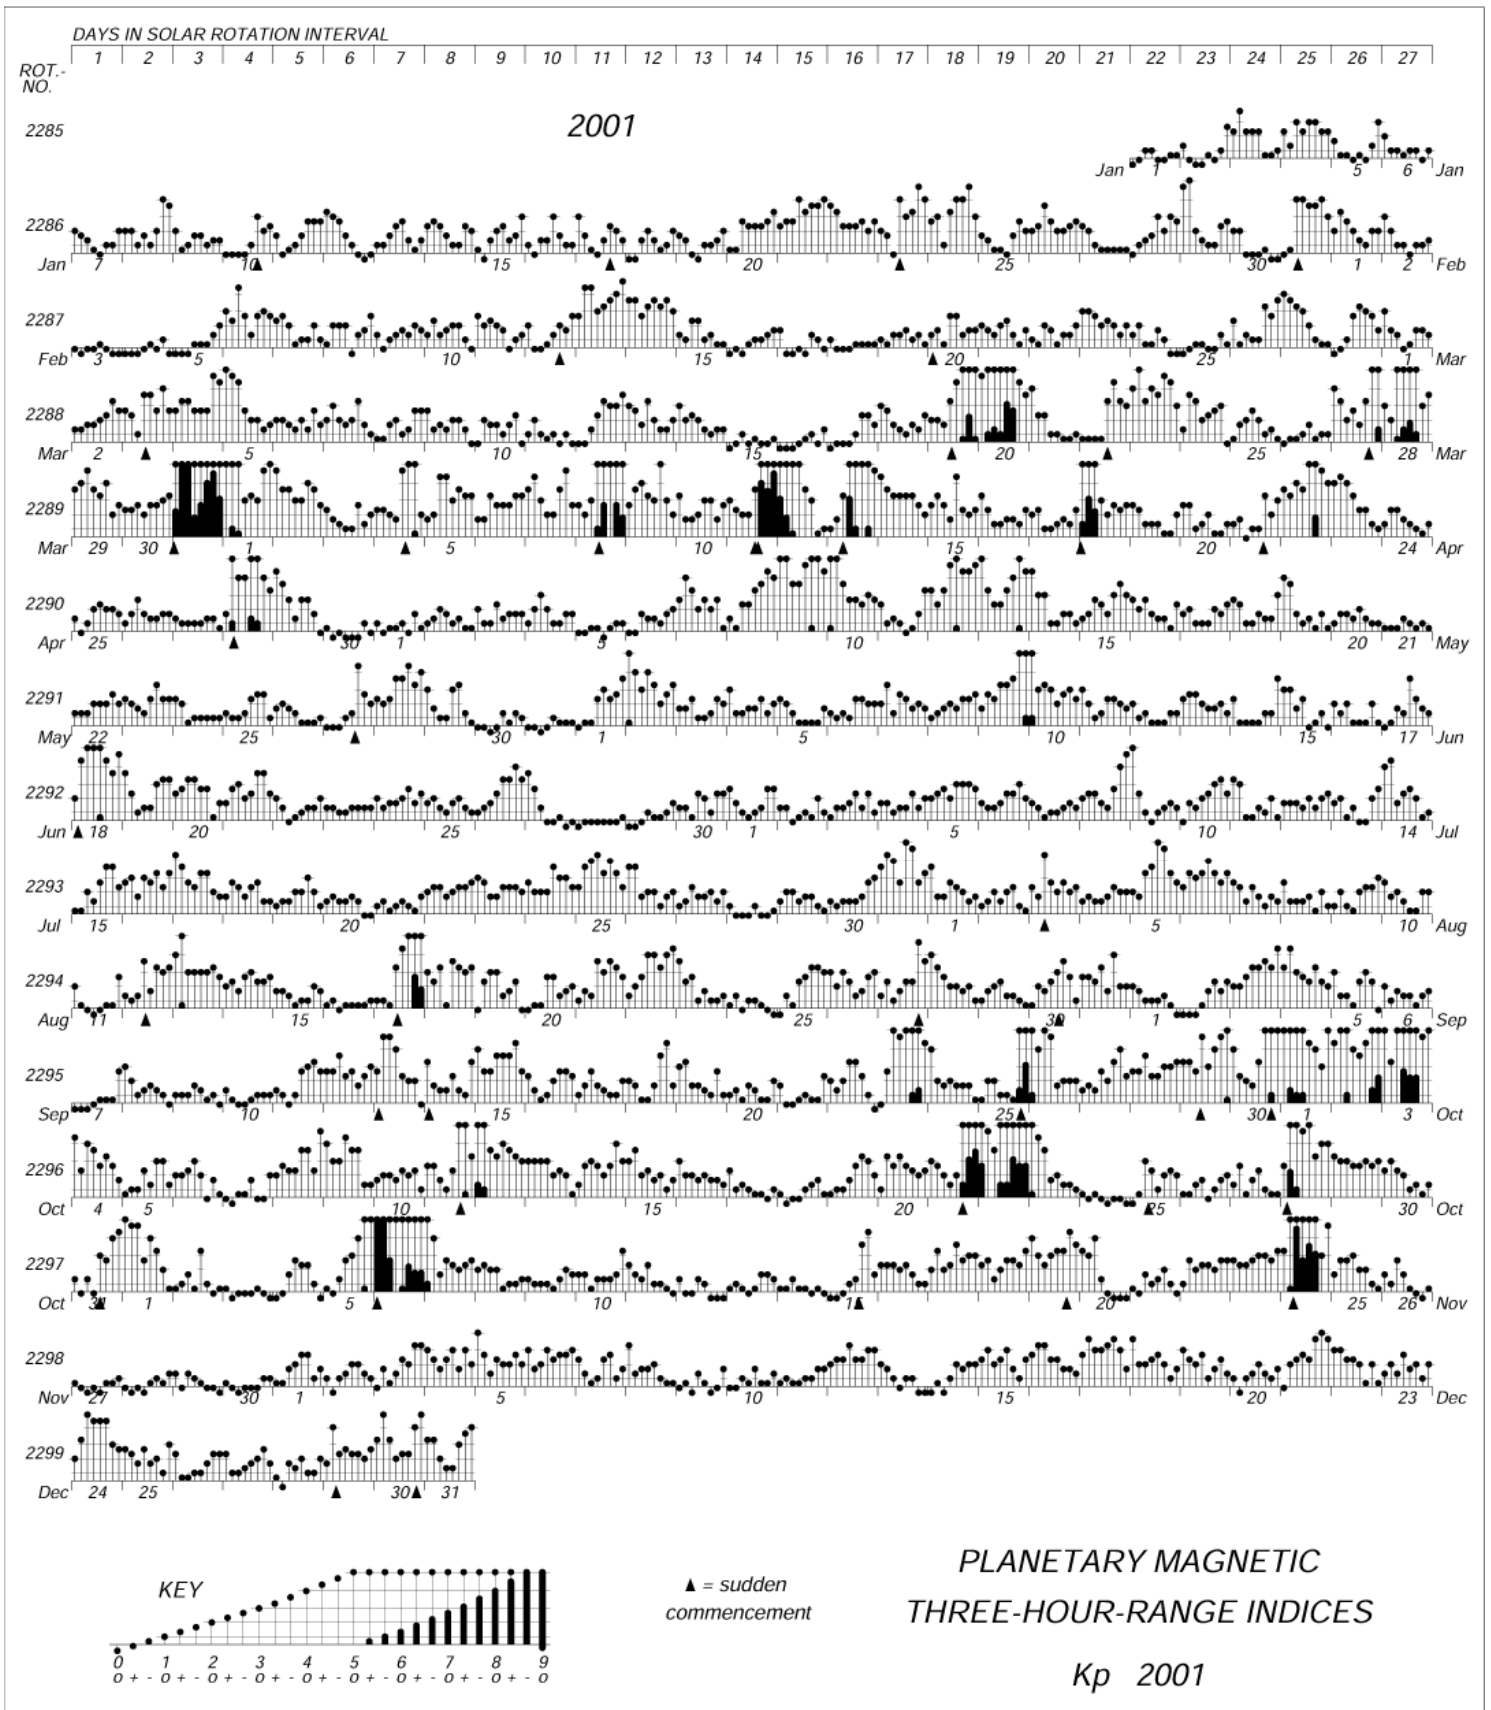 DAYS IN SOLAR ROTATION INTERVAL
1 2 3 4 5 6 7 8 9 10 11 12 13 14 15 16 17 18 19 20 21 22 23 24 25 26 27
ROT.-
NO.
2001
2285
Jan 1 5 6 Jan
2286
Jan 7 10 15 20 25 30 1 2 Feb
2287
Feb 3 5 10 15 20 25 1 Mar
2288
Mar 2 5 10 15 20 25 28 Mar
2289
Mar 29 30 1 5 10 15 20 24 Apr
2290
Apr 25 30 1 5 10 15 20 21 May
2291
May 22 25 30 1 5 10 15 17 Jun
2292
Jun 18 20 25 30 1 5 10 14 Jul
2293
Jul 15 20 25 30 1 5 10 Aug
2294
Aug 11 15 20 25 30 1 5 6 Sep
2295
Sep 7 10 15 20 25 30 1 3 Oct
2296
Oct 4 5 10 15 20 25 30 Oct
2297
Oct 31 1 5 10 15 20 25 26 Nov
2298
Nov 27 30 1 5 10 15 20 23 Dec
2299
Dec 24 25 30 31
KEY
0 1 2 3 4 5 6 7 8 9
o + - o + - o + - o + - o + - o + - o + - o + - o + - o
▲ = sudden
commencement
PLANETARY MAGNETIC
THREE-HOUR-RANGE INDICES
Kp 2001